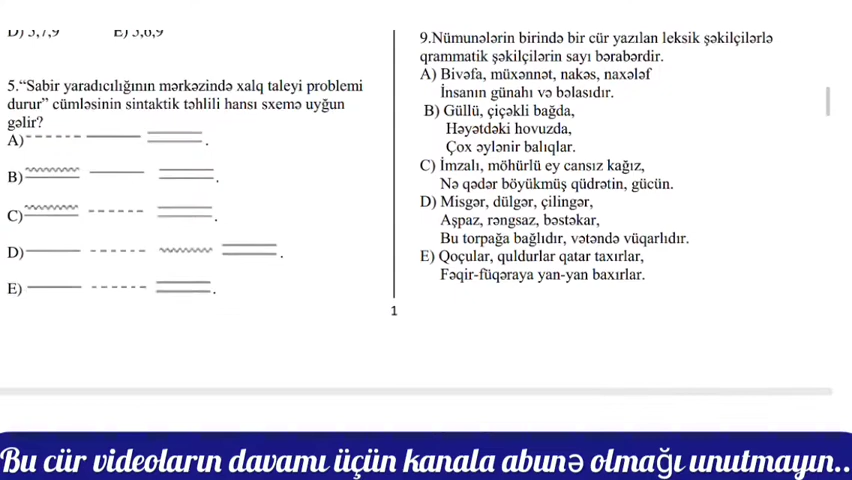 5.“Sabir yaradıcılığının mərkəzində xalq taleyi problemi
durur” cümləsinin sintaktik təhlili hansı sxemə uyğun
gəlir?
A)
B)
C)
D)
E)
9.Nümunələrin birində bir cür yazılan leksik şəkilçilərlə
qrammatik şəkilçilərin sayı bərabərdir.
A) Bivəfa, müxənnət, nakəs, naxələf
İnsanın günahı və bəlasıdır.
B) Güllü, çiçəkli bağda,
Həyətdəki hovuzda,
Çox əylənir balıqlar.
C) İmzalı, möhürlü ey cansız kağız,
Nə qədər böyükmüş qüdrətin, gücün.
D) Misgər, dülgər, çilingər,
Aşpaz, rəngsaz, bəstəkar,
Bu torpağa bağlıdır, vətəndə vüqarlıdır.
E) Qoçular, quldurlar qatar taxırlar,
Fəqir-füqəraya yan-yan baxırlar.
1
Bu cür videoların davamı üçün kanala abunə olmağı unutmayın..